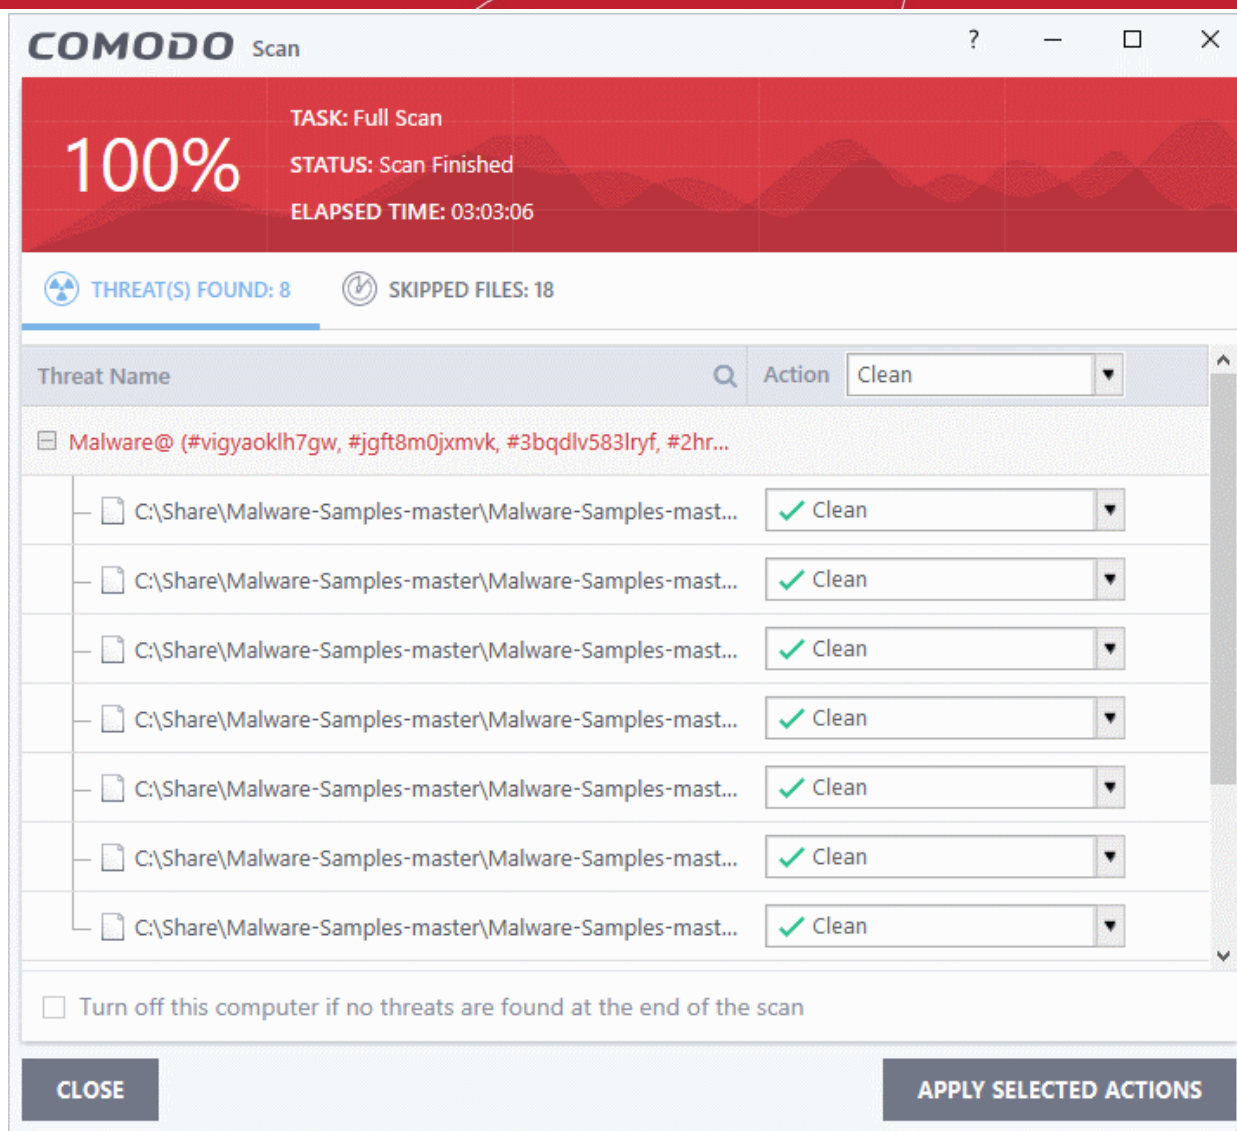 COMODO Scan ?
100%
TASK: Full Scan
STATUS: Scan Finished
ELAPSED TIME: 03:03:06
THREAT(S) FOUND: 8 SKIPPED FILES: 18
Threat Name Action Clean
Malware@ (#vigyaoklh7gw, #jgft8m0jxmvk, #3bqdlv583lryf, #2hr...
C:\Share\Malware-Samples-master\Malware-Samples-mast... Clean
C:\Share\Malware-Samples-master\Malware-Samples-mast... Clean
C:\Share\Malware-Samples-master\Malware-Samples-mast... Clean
C:\Share\Malware-Samples-master\Malware-Samples-mast... Clean
C:\Share\Malware-Samples-master\Malware-Samples-mast... Clean
C:\Share\Malware-Samples-master\Malware-Samples-mast... Clean
C:\Share\Malware-Samples-master\Malware-Samples-mast... Clean
Turn off this computer if no threats are found at the end of the scan
CLOSE APPLY SELECTED ACTIONS